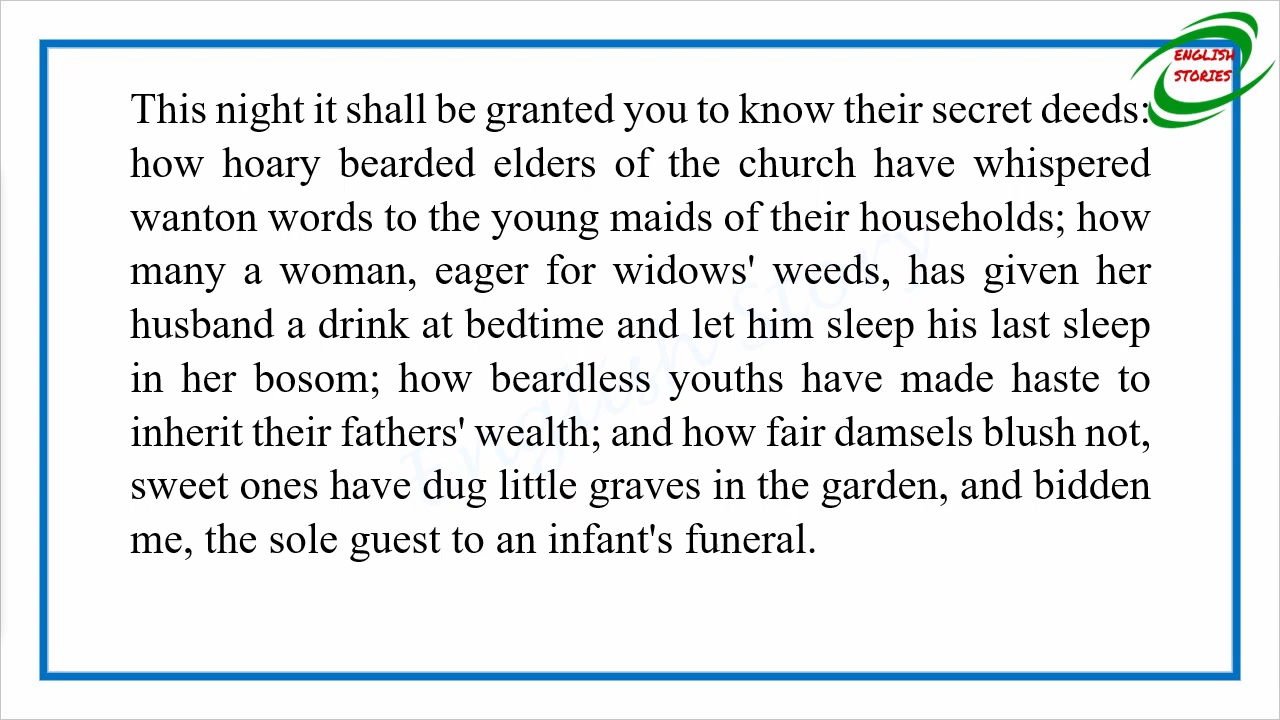 ENGLISH
STORIES
This night it shall be granted you to know their secret deeds:
how hoary bearded elders of the church have whispered
wanton words to the young maids of their households; how
many a woman, eager for widows' weeds, has given her
husband a drink at bedtime and let him sleep his last sleep
in her bosom; how beardless youths have made haste to
inherit their fathers' wealth; and how fair damsels blush not,
sweet ones have dug little graves in the garden, and bidden
me, the sole guest to an infant's funeral.
English Story